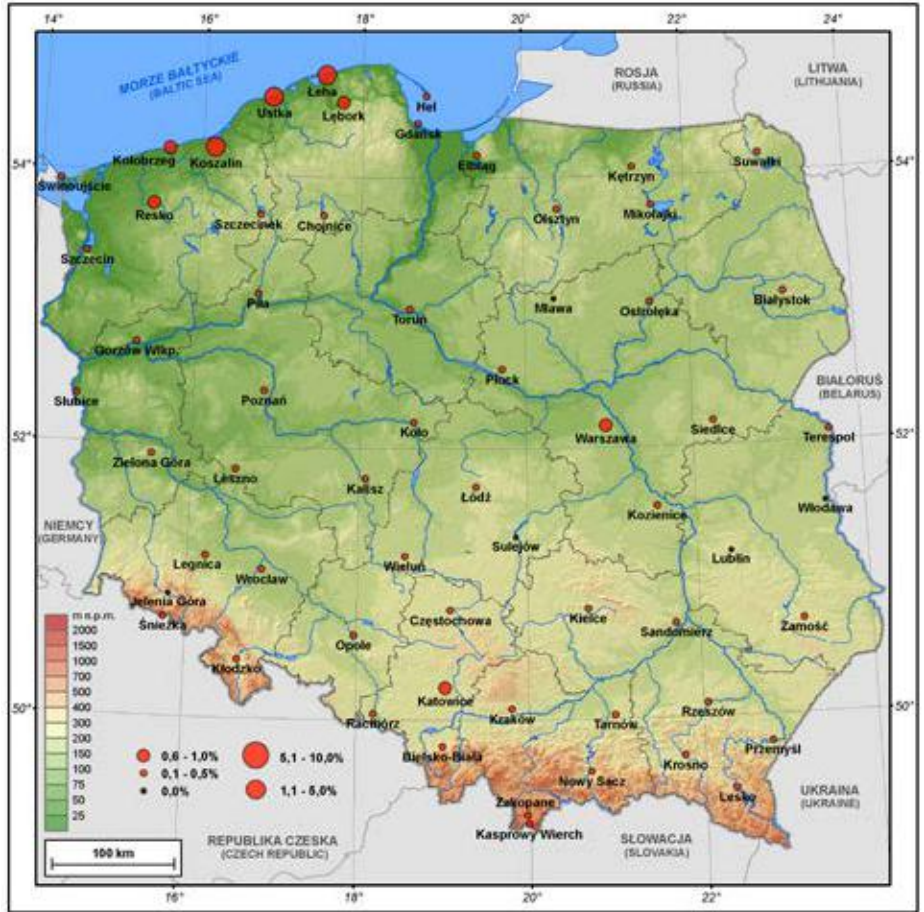 14° 16° 18° 20° 22° 24°
MORZE BAŁTYCKIE
(BALTIC SEA)
ROSJA
(RUSSIA)
LITWA
(LITHUANIA)
Łeba
Ustka
Lębork
Hel
Gdańsk
54° 54°
Kołobrzeg
Koszalin
Elbląg
Kętrzyn
Suwałki
Świnoujście
Resko
Szczecinek
Chojnice
Olsztyn
Mikołajki
Szczecin
Piła
Toruń
Mława
Ostrołęka
Białystok
Gorzów Wlkp.
Płock
BIAŁORUŚ
(BELARUS)
Słubice
Poznań
Koło
Warszawa
Siedlce
Terespol
52° 52°
Zielona Góra
Leszno
Kalisz
Łódź
Kozienice
Włodawa
NIEMCY
(GERMANY)
Sulejów
Lublin
Legnica
Wrocław
Wieluń
Jelenia Góra
Śnieżka
Częstochowa
Kielce
Sandomierz
Zamość
Opole
Kłodzko
Katowice
Kraków
Tarnów
Rzeszów
50° 50°
Racibórz
Bielsko-Biała
Nowy Sącz
Krosno
Przemyśl
Lesko
Zakopane
Kasprowy Wierch
UKRAINA
(UKRAINE)
SŁOWACJA
(SLOVAKIA)
REPUBLIKA CZESKA
(CZECH REPUBLIC)
m n.p.m.
2000
1500
1000
700
500
400
300
200
150
100
75
50
25
0,6 - 1,0%
0,1 - 0,5%
0,0%
5,1 - 10,0%
1,1 - 5,0%
100 km
16° 18° 20° 22°